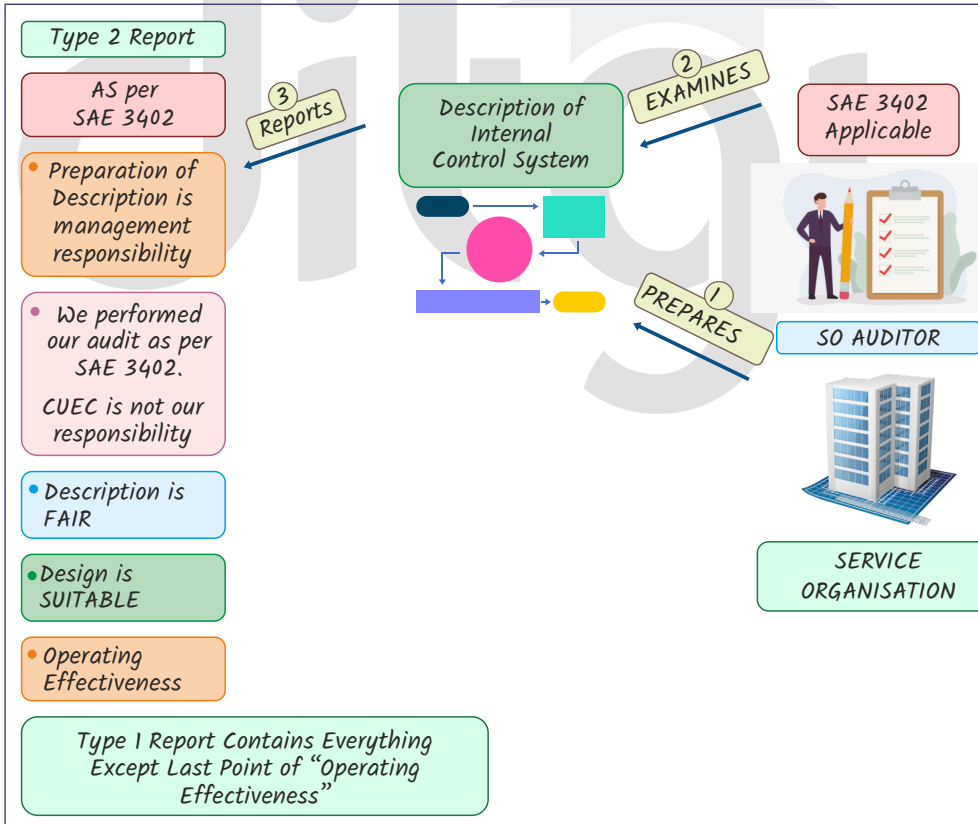 Type 2 Report
AS per
SAE 3402
• Preparation of
Description is
management
responsibility
• We performed
our audit as per
SAE 3402.
CUEC is not our
responsibility
• Description is
FAIR
• Design is
SUITABLE
• Operating
Effectiveness
Type 1 Report Contains Everything
Except Last Point of “Operating
Effectiveness”
3
Reports
Description of
Internal
Control System
2
EXAMINES
1
PREPARES
SAE 3402
Applicable
SO AUDITOR
SERVICE
ORGANISATION